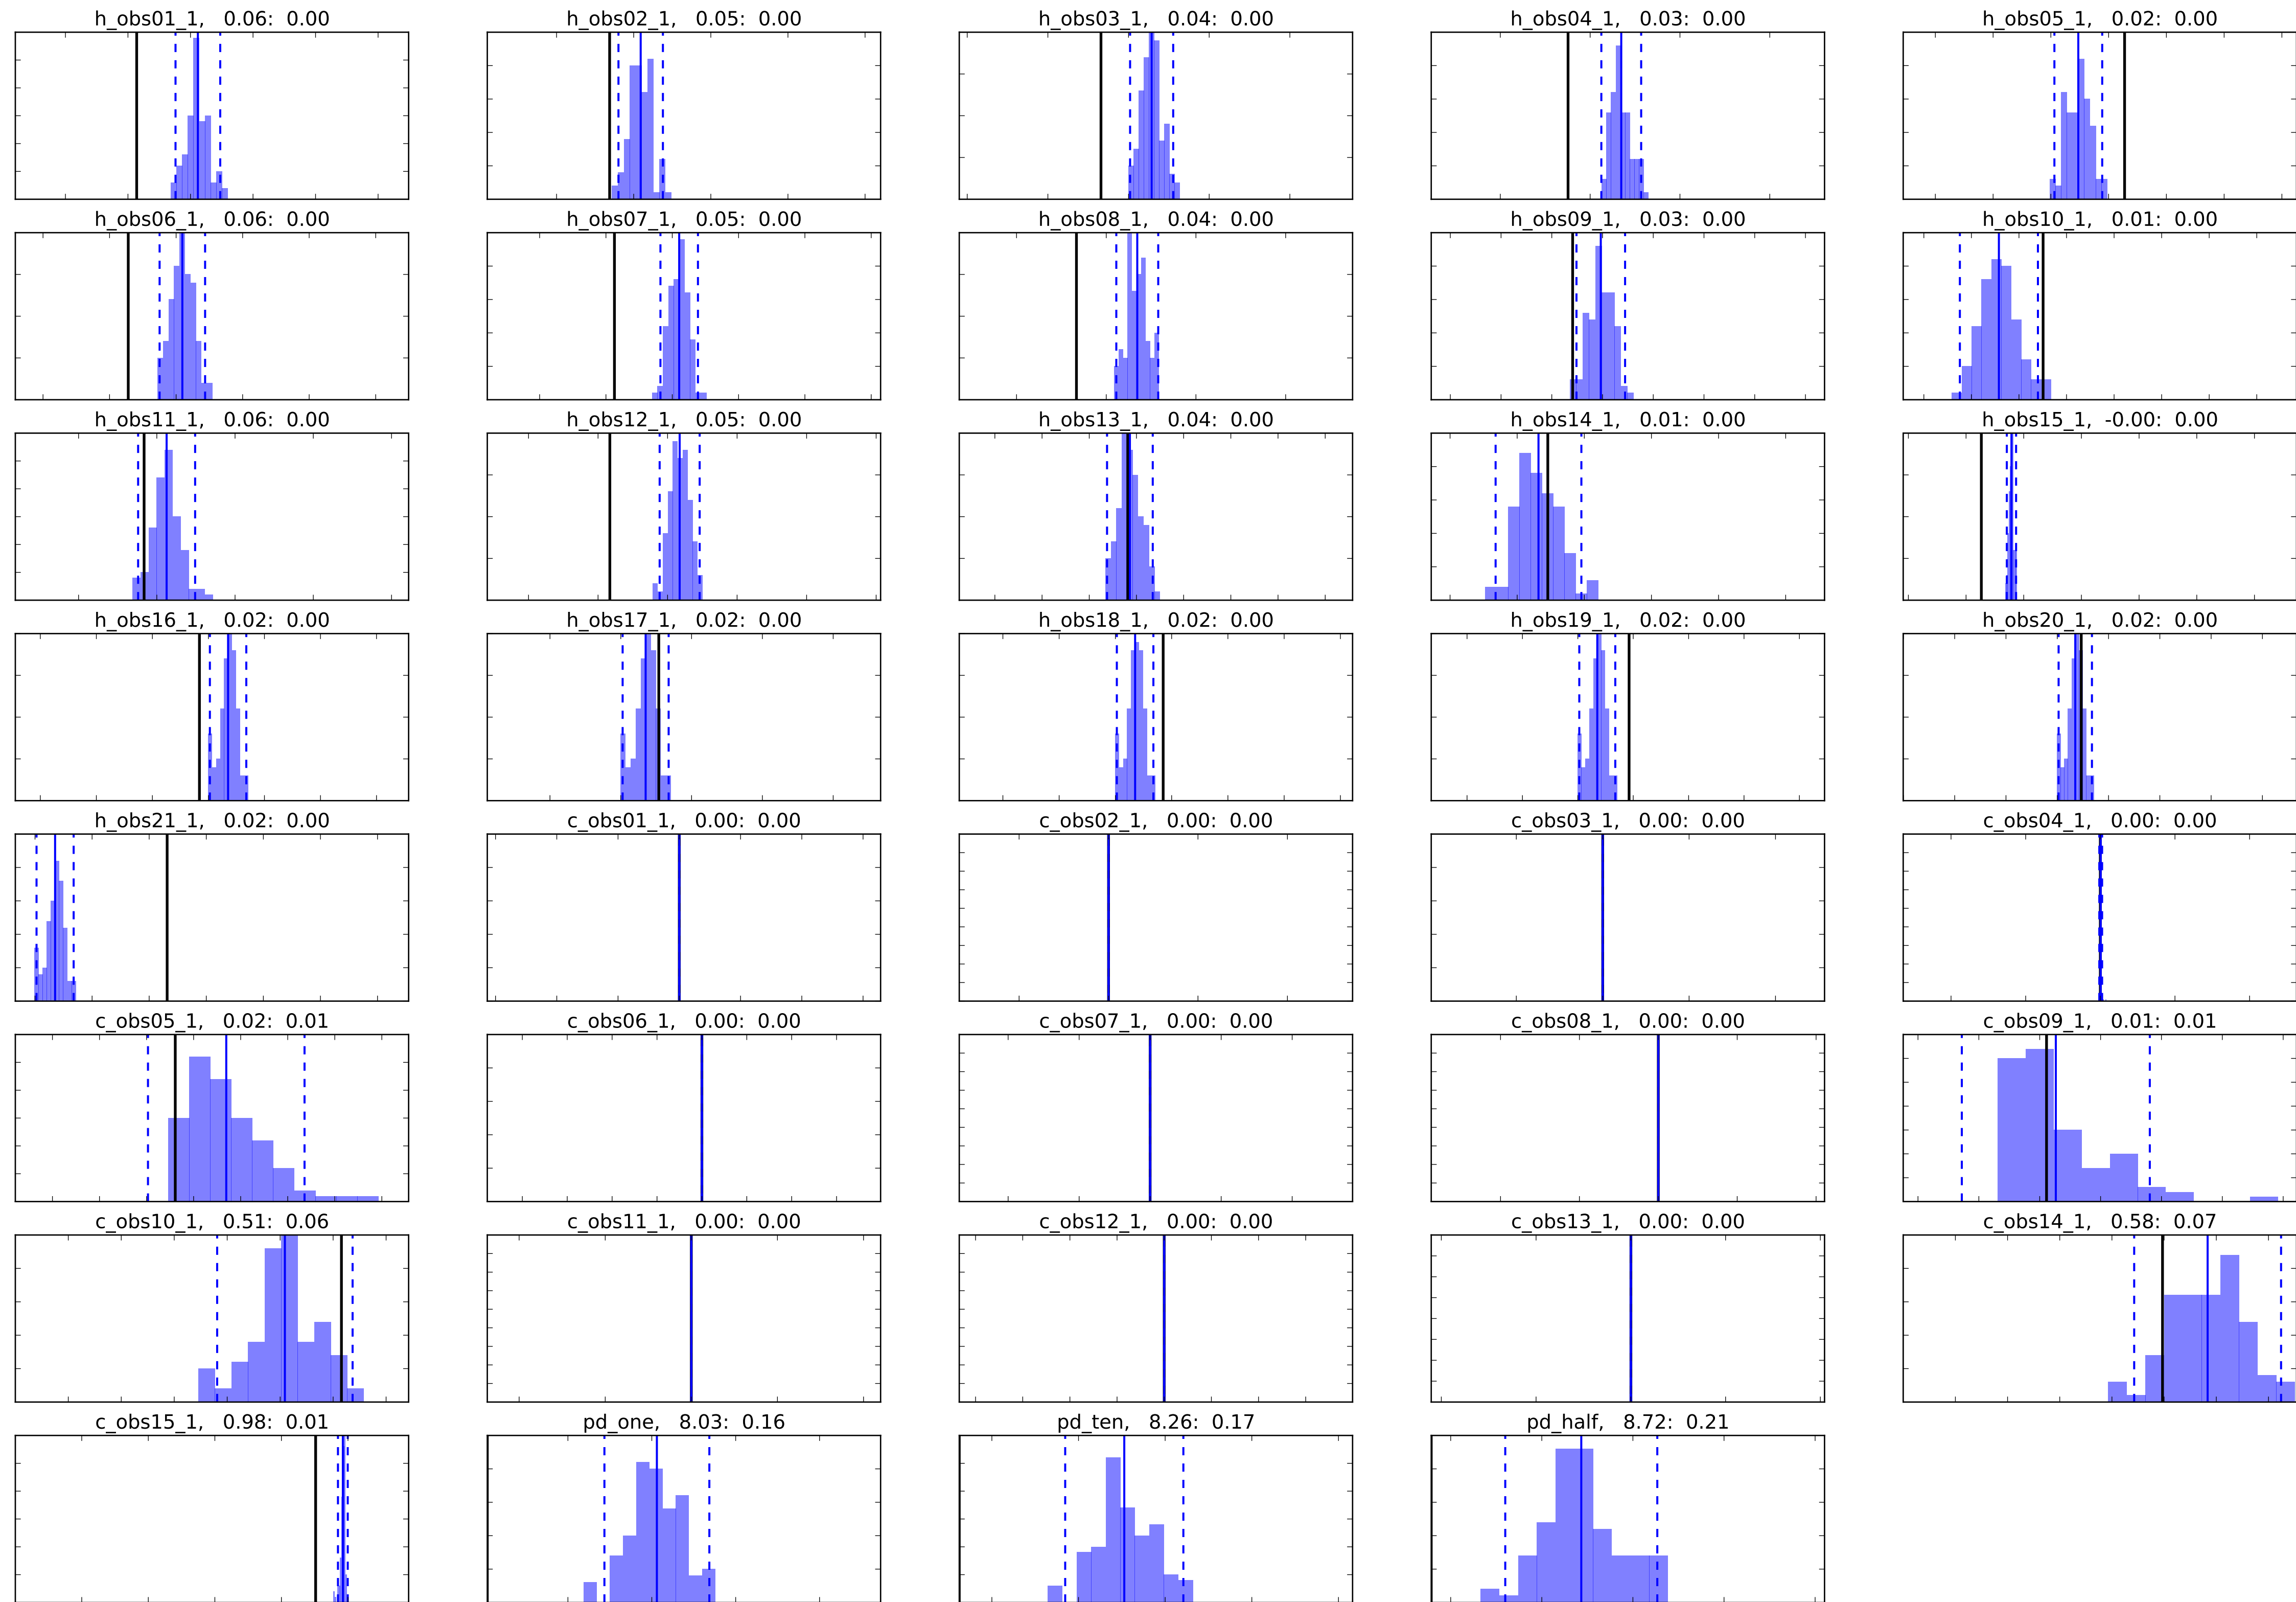 h_obs01_1, 0.06: 0.00
h_obs02_1, 0.05: 0.00
h_obs03_1, 0.04: 0.00
h_obs04_1, 0.03: 0.00
h_obs05_1, 0.02: 0.00
h_obs06_1, 0.06: 0.00
h_obs07_1, 0.05: 0.00
h_obs08_1, 0.04: 0.00
h_obs09_1, 0.03: 0.00
h_obs10_1, 0.01: 0.00
h_obs11_1, 0.06: 0.00
h_obs12_1, 0.05: 0.00
h_obs13_1, 0.04: 0.00
h_obs14_1, 0.01: 0.00
h_obs15_1, -0.00: 0.00
h_obs16_1, 0.02: 0.00
h_obs17_1, 0.02: 0.00
h_obs18_1, 0.02: 0.00
h_obs19_1, 0.02: 0.00
h_obs20_1, 0.02: 0.00
h_obs21_1, 0.02: 0.00
c_obs01_1, 0.00: 0.00
c_obs02_1, 0.00: 0.00
c_obs03_1, 0.00: 0.00
c_obs04_1, 0.00: 0.00
c_obs05_1, 0.02: 0.01
c_obs06_1, 0.00: 0.00
c_obs07_1, 0.00: 0.00
c_obs08_1, 0.00: 0.00
c_obs09_1, 0.01: 0.01
c_obs10_1, 0.51: 0.06
c_obs11_1, 0.00: 0.00
c_obs12_1, 0.00: 0.00
c_obs13_1, 0.00: 0.00
c_obs14_1, 0.58: 0.07
c_obs15_1, 0.98: 0.01
pd_one, 8.03: 0.16
pd_ten, 8.26: 0.17
pd_half, 8.72: 0.21